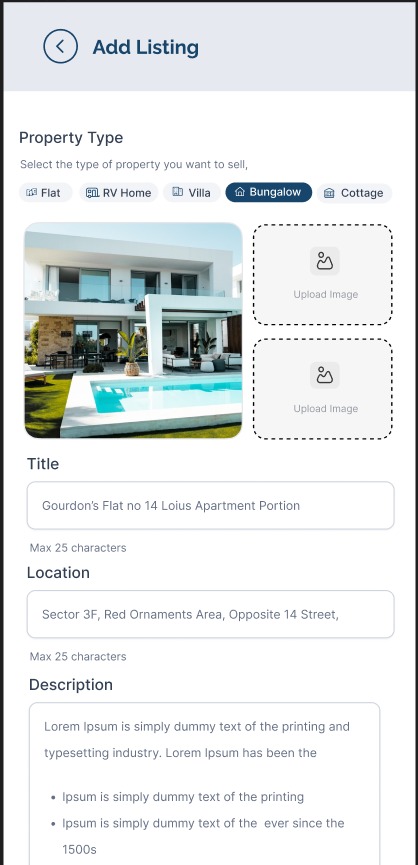 Add Listing
Property Type
Select the type of property you want to sell,
Flat RV Home Villa Bungalow Cottage
Upload Image
Upload Image
Title
Gourdon's Flat no 14 Loius Apartment Portion
Max 25 characters
Location
Sector 3F, Red Ornaments Area, Opposite 14 Street,
Max 25 characters
Description
Lorem Ipsum is simply dummy text of the printing and
typesetting industry. Lorem Ipsum has been the
• Ipsum is simply dummy text of the printing
• Ipsum is simply dummy text of the ever since the
1500s